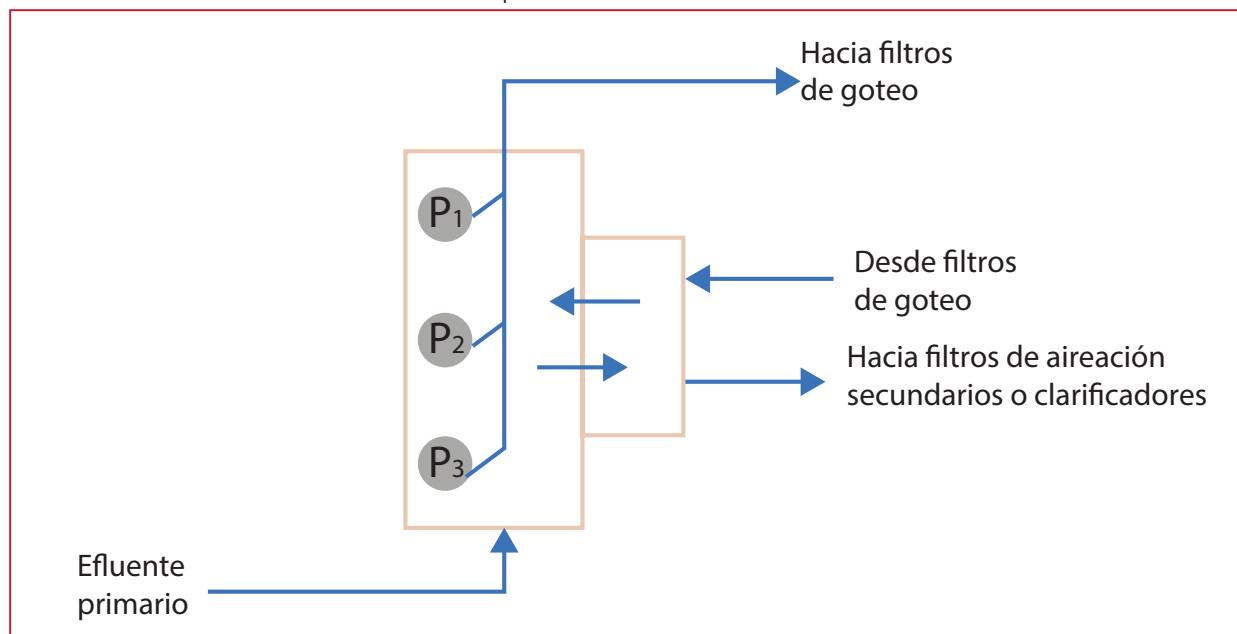 Hacia filtros
de goteo
P1
P2
P3
Desde filtros
de goteo
Hacia filtros de aireación
secundarios o clarificadores
Efluente
primario